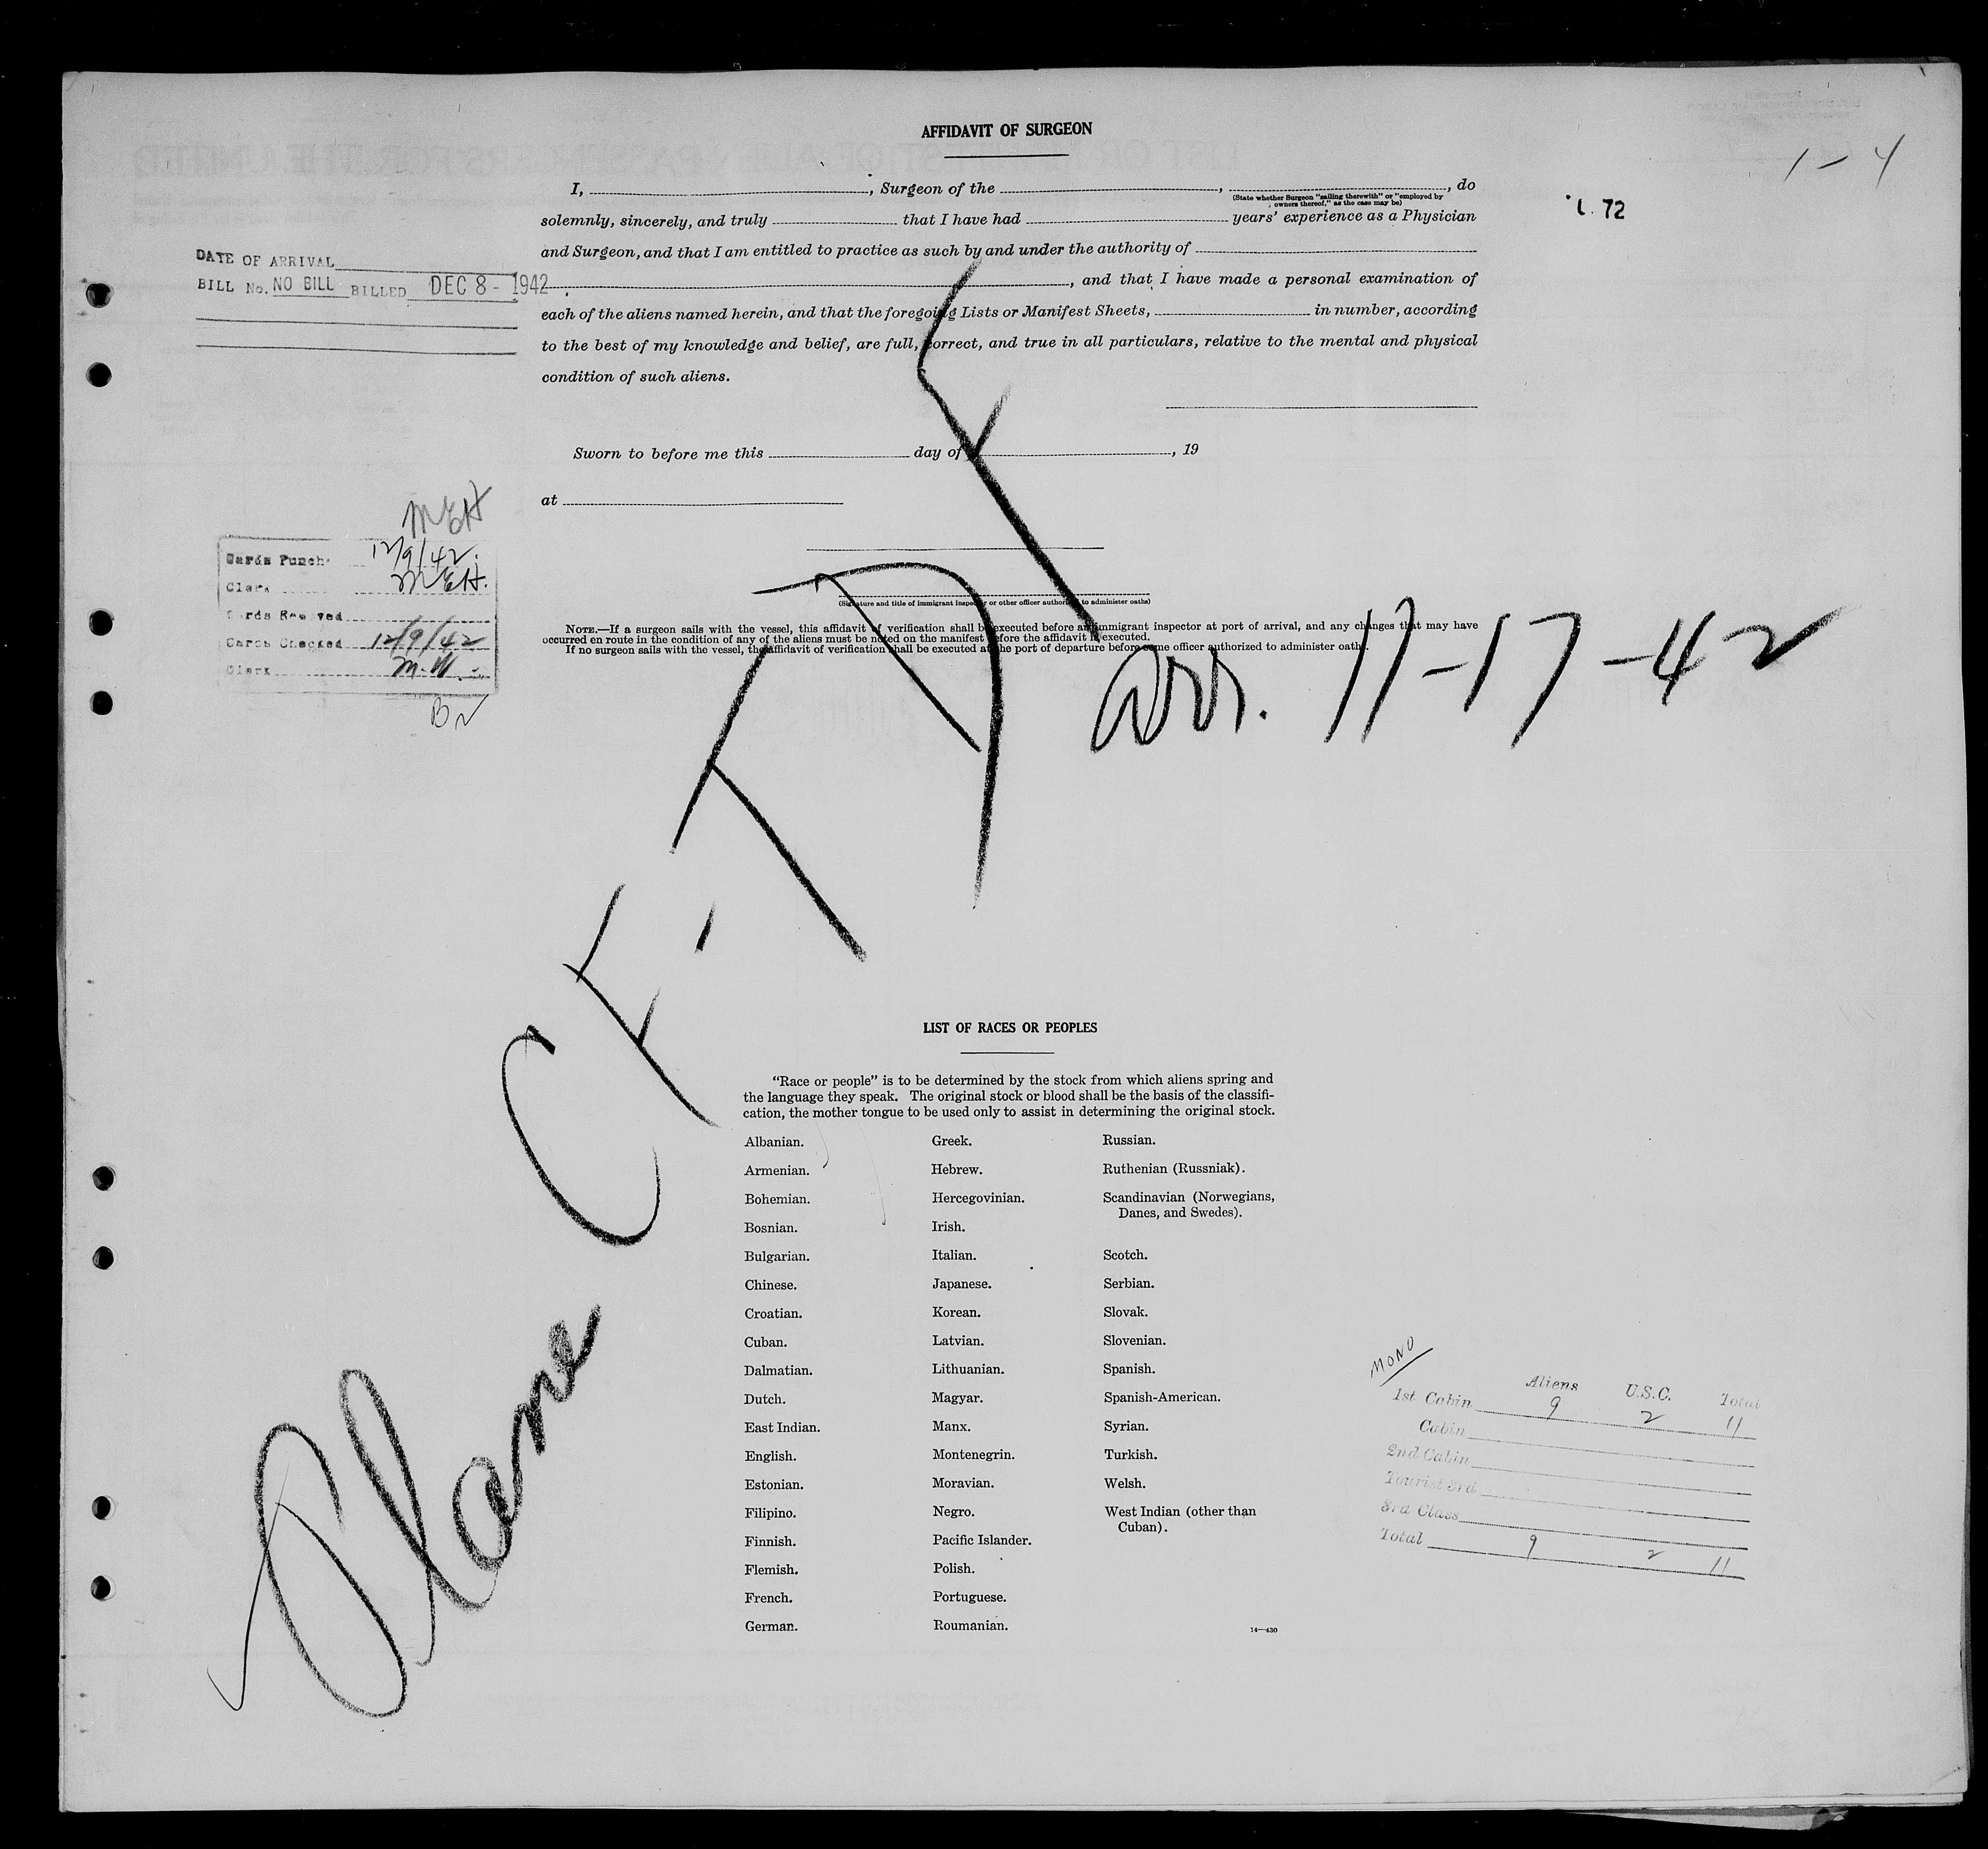 AFFIDAVIT OF SURGEON
1-4
72
I, , Surgeon of the , , do
(State whether Surgeon "sailing therewith" or "employed by
owners thereof," as the case may be)
solemnly, sincerely, and truly that I have had years' experience as a Physician
and Surgeon, and that I am entitled to practice as such by and under the authority of
, and that I have made a personal examination of
each of the aliens named herein, and that the foregoing Lists or Manifest Sheets, in number, according
to the best of my knowledge and belief, are full, correct, and true in all particulars, relative to the mental and physical
condition of such aliens.
DATE OF ARRIVAL
BILL No. NO BILL BILLED DEC 8 - 1942
Sworn to before me this day of , 19
at
(Signature and title of immigrant inspector or other officer authorized to administer oaths)
NOTE.—If a surgeon sails with the vessel, this affidavit of verification shall be executed before an immigrant inspector at port of arrival, and any changes that may have
occurred en route in the condition of any of the aliens must be noted on the manifest before the affidavit is executed.
If no surgeon sails with the vessel, the affidavit of verification shall be executed at the port of departure before some officer authorized to administer oaths.
MEH
Cards Punch 12/9/42.
Clerk MEH.
Cards Checked 12/9/42
Clerk M.W.
Plane CF-
arr. 11-17-42
LIST OF RACES OR PEOPLES
"Race or people" is to be determined by the stock from which aliens spring and
the language they speak. The original stock or blood shall be the basis of the classifi-
cation, the mother tongue to be used only to assist in determining the original stock.
Albanian.
Armenian.
Bohemian.
Bosnian.
Bulgarian.
Chinese.
Croatian.
Cuban.
Dalmatian.
Dutch.
East Indian.
English.
Estonian.
Filipino.
Finnish.
Flemish.
French.
German.
Greek.
Hebrew.
Hercegovinian.
Irish.
Italian.
Japanese.
Korean.
Latvian.
Lithuanian.
Magyar.
Manx.
Montenegrin.
Moravian.
Negro.
Pacific Islander.
Polish.
Portuguese.
Roumanian.
Russian.
Ruthenian (Russniak).
Scandinavian (Norwegians,
Danes, and Swedes).
Scotch.
Serbian.
Slovak.
Slovenian.
Spanish.
Spanish-American.
Syrian.
Turkish.
Welsh.
West Indian (other than
Cuban).
14—430
MONO
Aliens U.S.C. Total
1st Cabin 9 2 11
Cabin
2nd Cabin
Tourist 3rd
3rd Class
Total 9 2 11